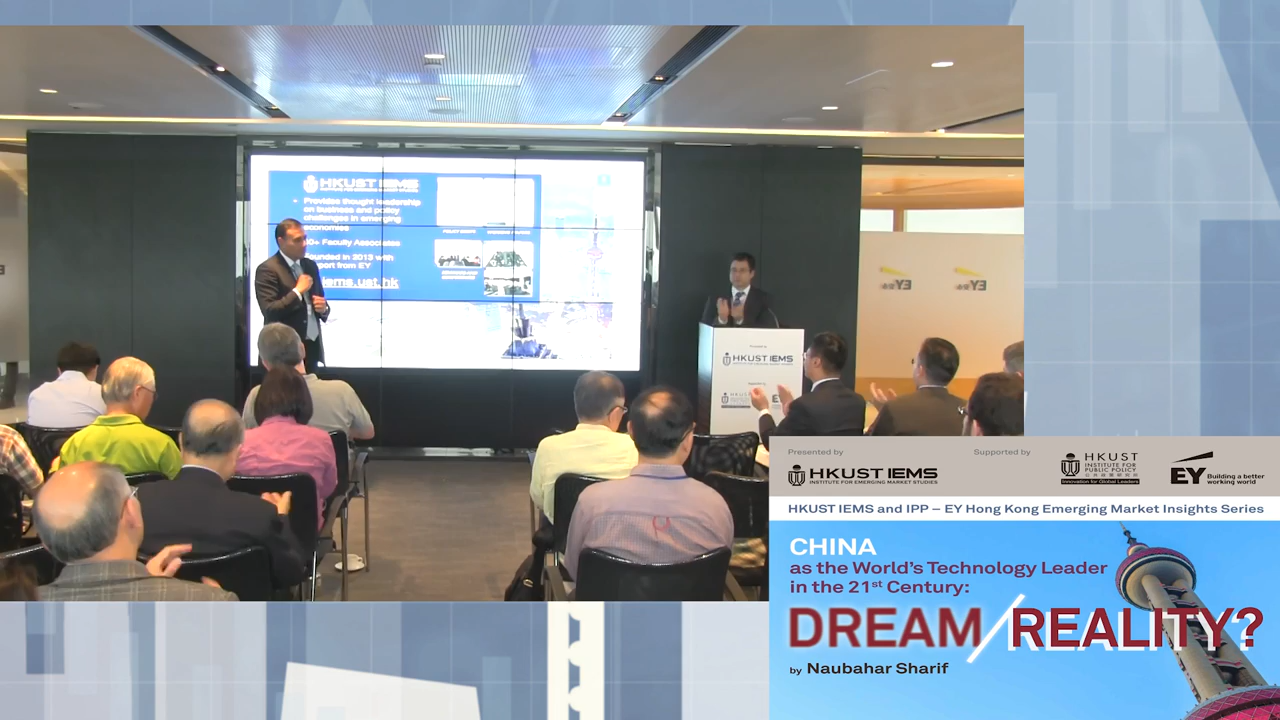 HKUST IEMS
• Provides thought leadership
on business and policy
challenges in emerging
economies
Faculty Associates
Founded in 2013 with
from EY
iems.ust.hk
EY
EY
HKUST IEMS
EY
Presented by
Supported by
HKUST IEMS
INSTITUTE FOR EMERGING MARKET STUDIES
HKUST
INSTITUTE FOR
PUBLIC POLICY
Innovation for Global Leaders
EY
Building a better
working world
HKUST IEMS and IPP – EY Hong Kong Emerging Market Insights Series
CHINA
as the World's Technology Leader
in the 21st Century:
DREAM/REALITY?
by Naubahar Sharif